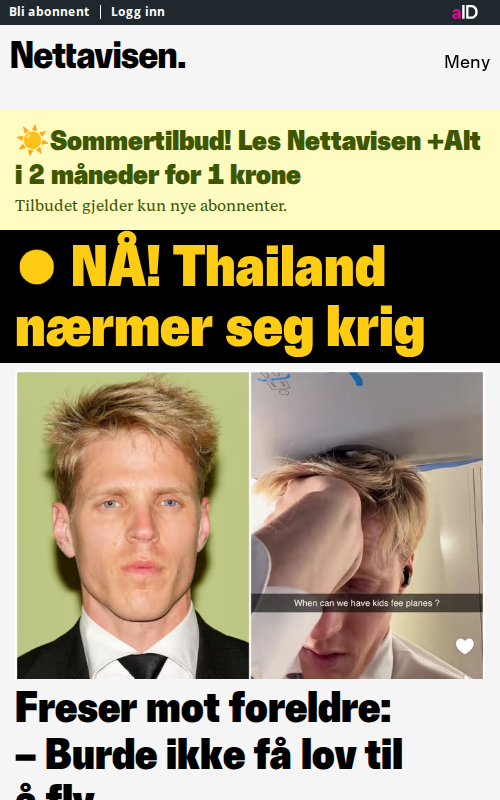 Bli abonnent | Logg inn
aID
Nettavisen.
Meny
☀️Sommertilbud! Les Nettavisen +Alt
i 2 måneder for 1 krone
Tilbudet gjelder kun nye abonnenter.
NÅ! Thailand
nærmer seg krig
When can we have kids fee planes ?
Freser mot foreldre:
– Burde ikke få lov til
å fly